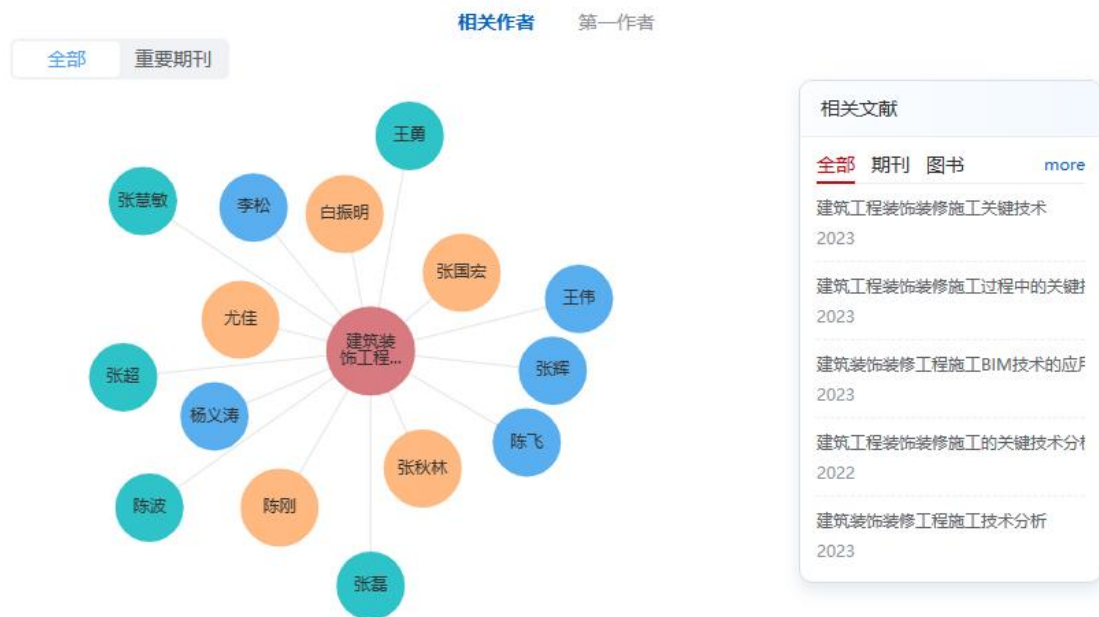 相关作者 第一作者
全部 重要期刊
王勇
张慧敏
李松
白振明
张国宏
王伟
尤佳
建筑装
饰工程...
张辉
张超
杨义涛
陈飞
张秋林
陈波
陈刚
张磊
相关文献
全部 期刊 图书 more
建筑工程装饰装修施工关键技术
2023
建筑工程装饰装修施工过程中的关键
2023
建筑装饰装修工程施工BIM技术的应
2023
建筑工程装饰装修施工的关键技术分
2022
建筑装饰装修工程施工技术分析
2023